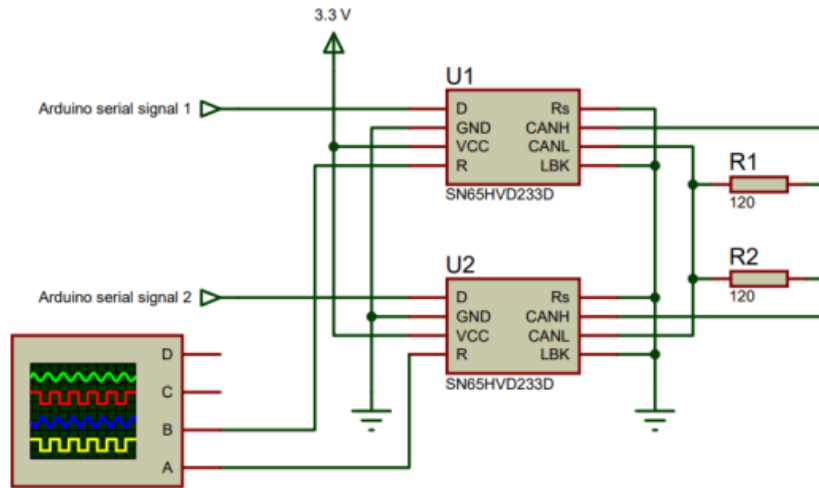 3.3 V
U1
Arduino serial signal 1
D
Rs
GND
CANH
VCC
CANL
R
LBK
SN65HVD233D
R1
120
U2
R2
120
Arduino serial signal 2
D
Rs
GND
CANH
VCC
CANL
R
LBK
SN65HVD233D
D
C
B
A